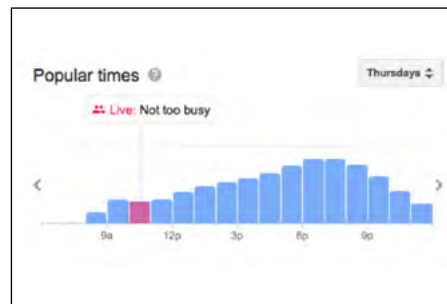 Popular times ?
Thursdays
Live: Not too busy
9a 12p 3p 6p 9p